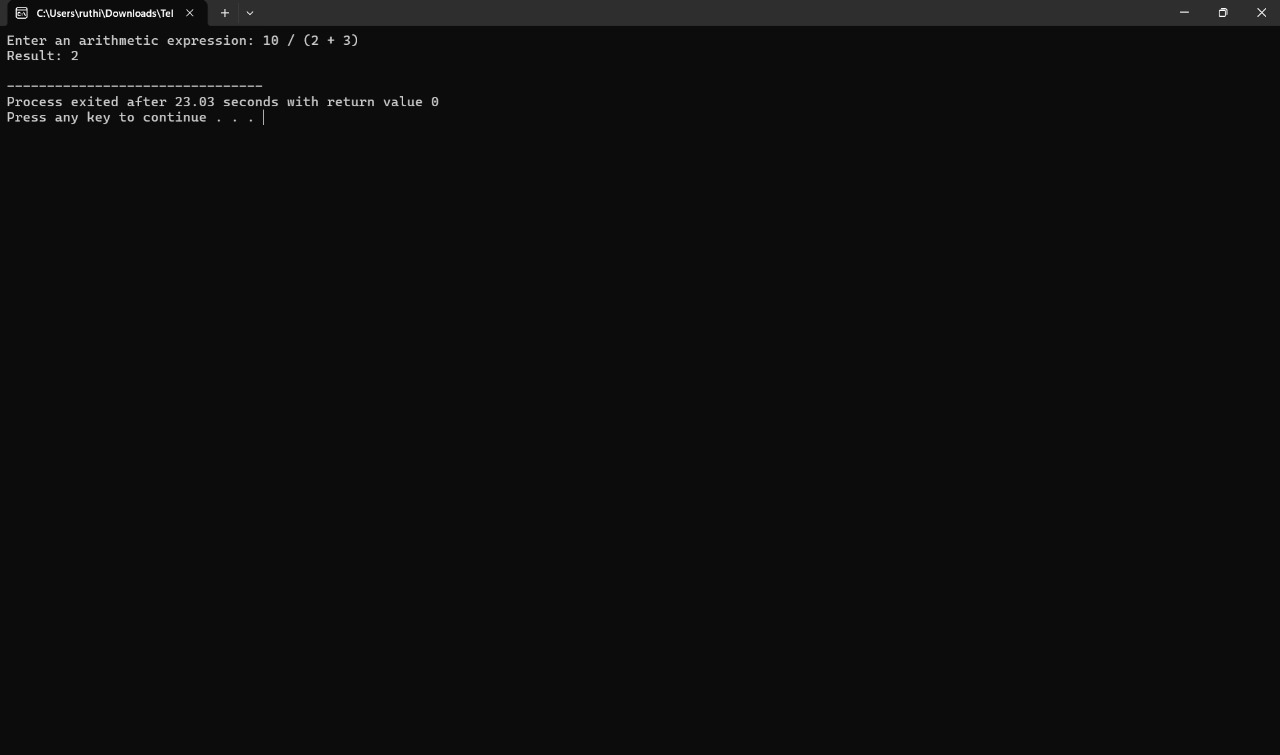 C:\Users\ruthi\Downloads\Tel
Enter an arithmetic expression: 10 / (2 + 3)
Result: 2
--------------------------------
Process exited after 23.03 seconds with return value 0
Press any key to continue . . .